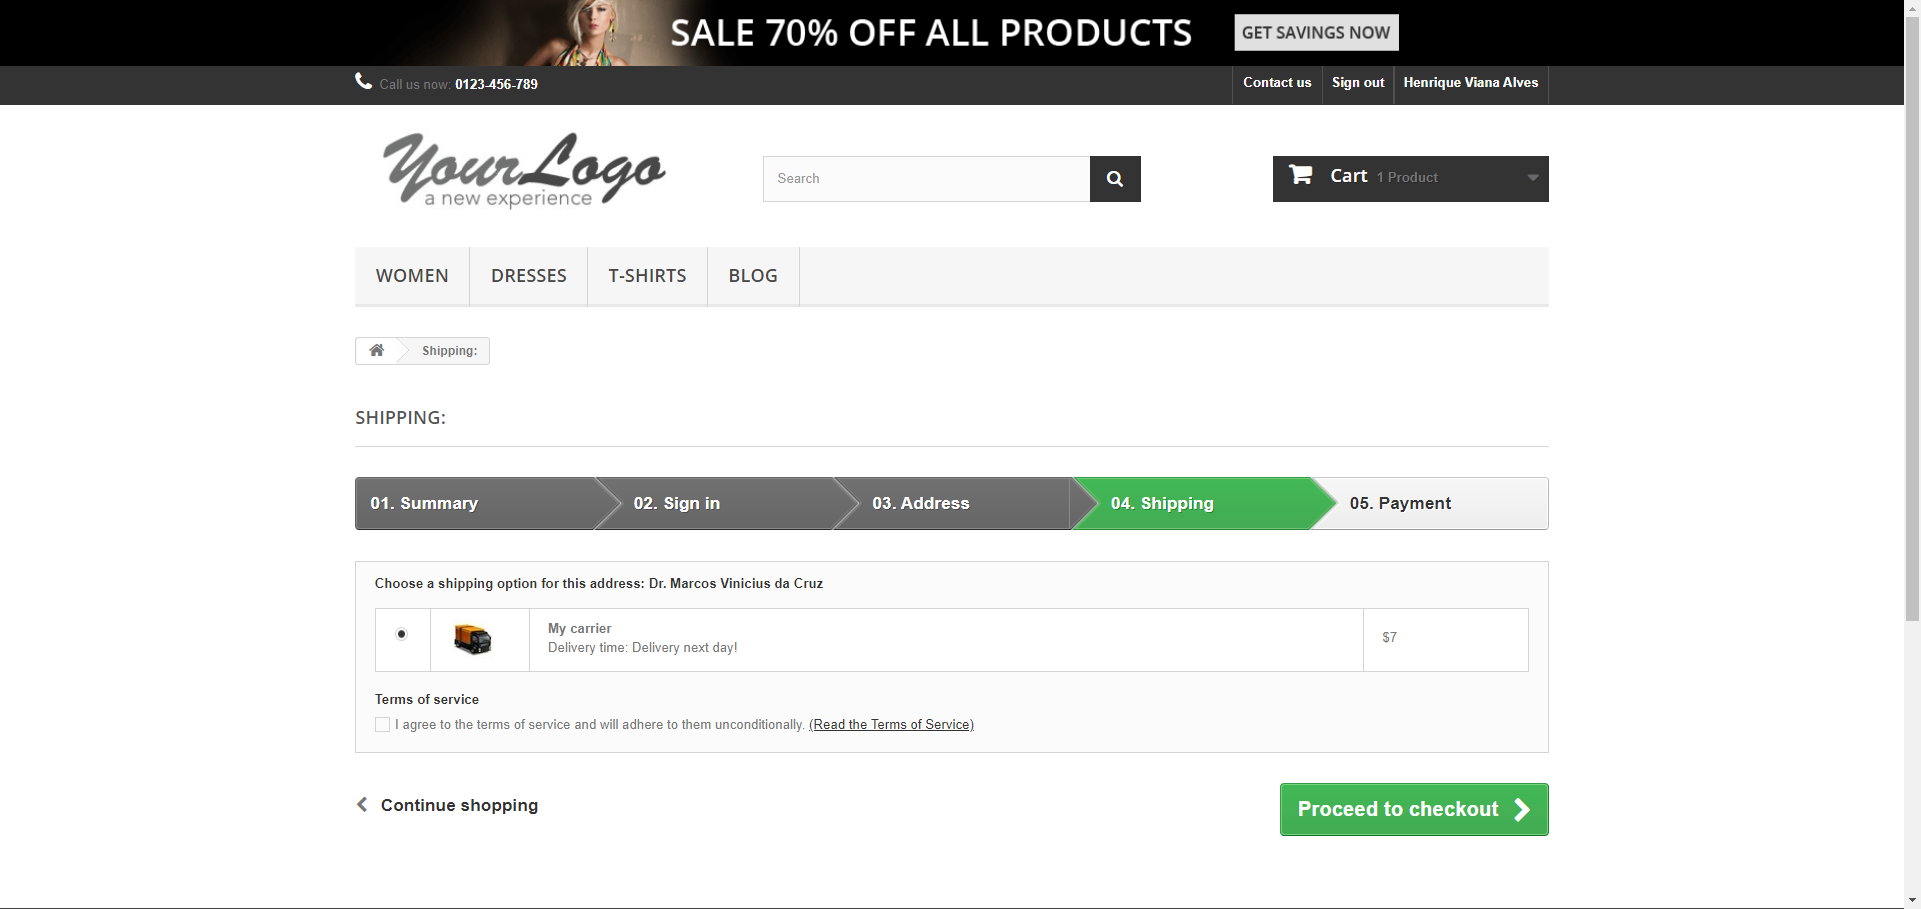 SALE 70% OFF ALL PRODUCTS
GET SAVINGS NOW
Call us now: 0123-456-789
Contact us
Sign out
Henrique Viana Alves
YourLogo
a new experience
Search
Cart 1 Product
WOMEN
DRESSES
T-SHIRTS
BLOG
Shipping:
SHIPPING:
01. Summary
02. Sign in
03. Address
04. Shipping
05. Payment
Choose a shipping option for this address: Dr. Marcos Vinicius da Cruz
My carrier
Delivery time: Delivery next day!
$7
Terms of service
I agree to the terms of service and will adhere to them unconditionally. (Read the Terms of Service)
Continue shopping
Proceed to checkout